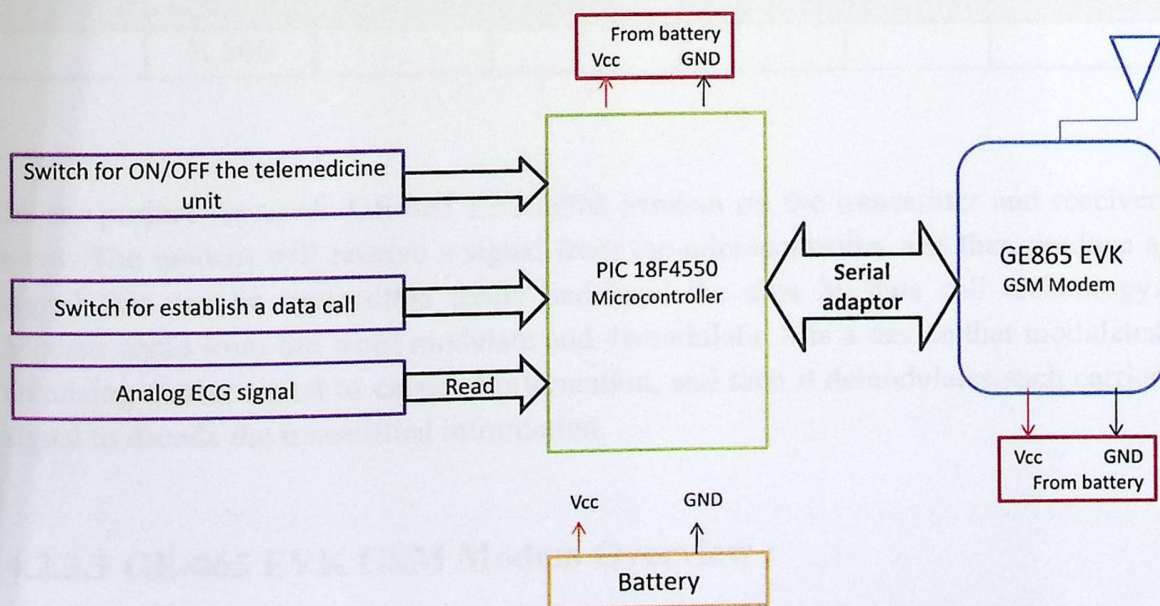 From battery
Vcc GND
Switch for ON/OFF the telemedicine
unit
Switch for establish a data call
Analog ECG signal
Read
PIC 18F4550
Microcontroller
Serial
adaptor
GE865 EVK
GSM Modem
Vcc GND
From battery
Vcc GND
Battery